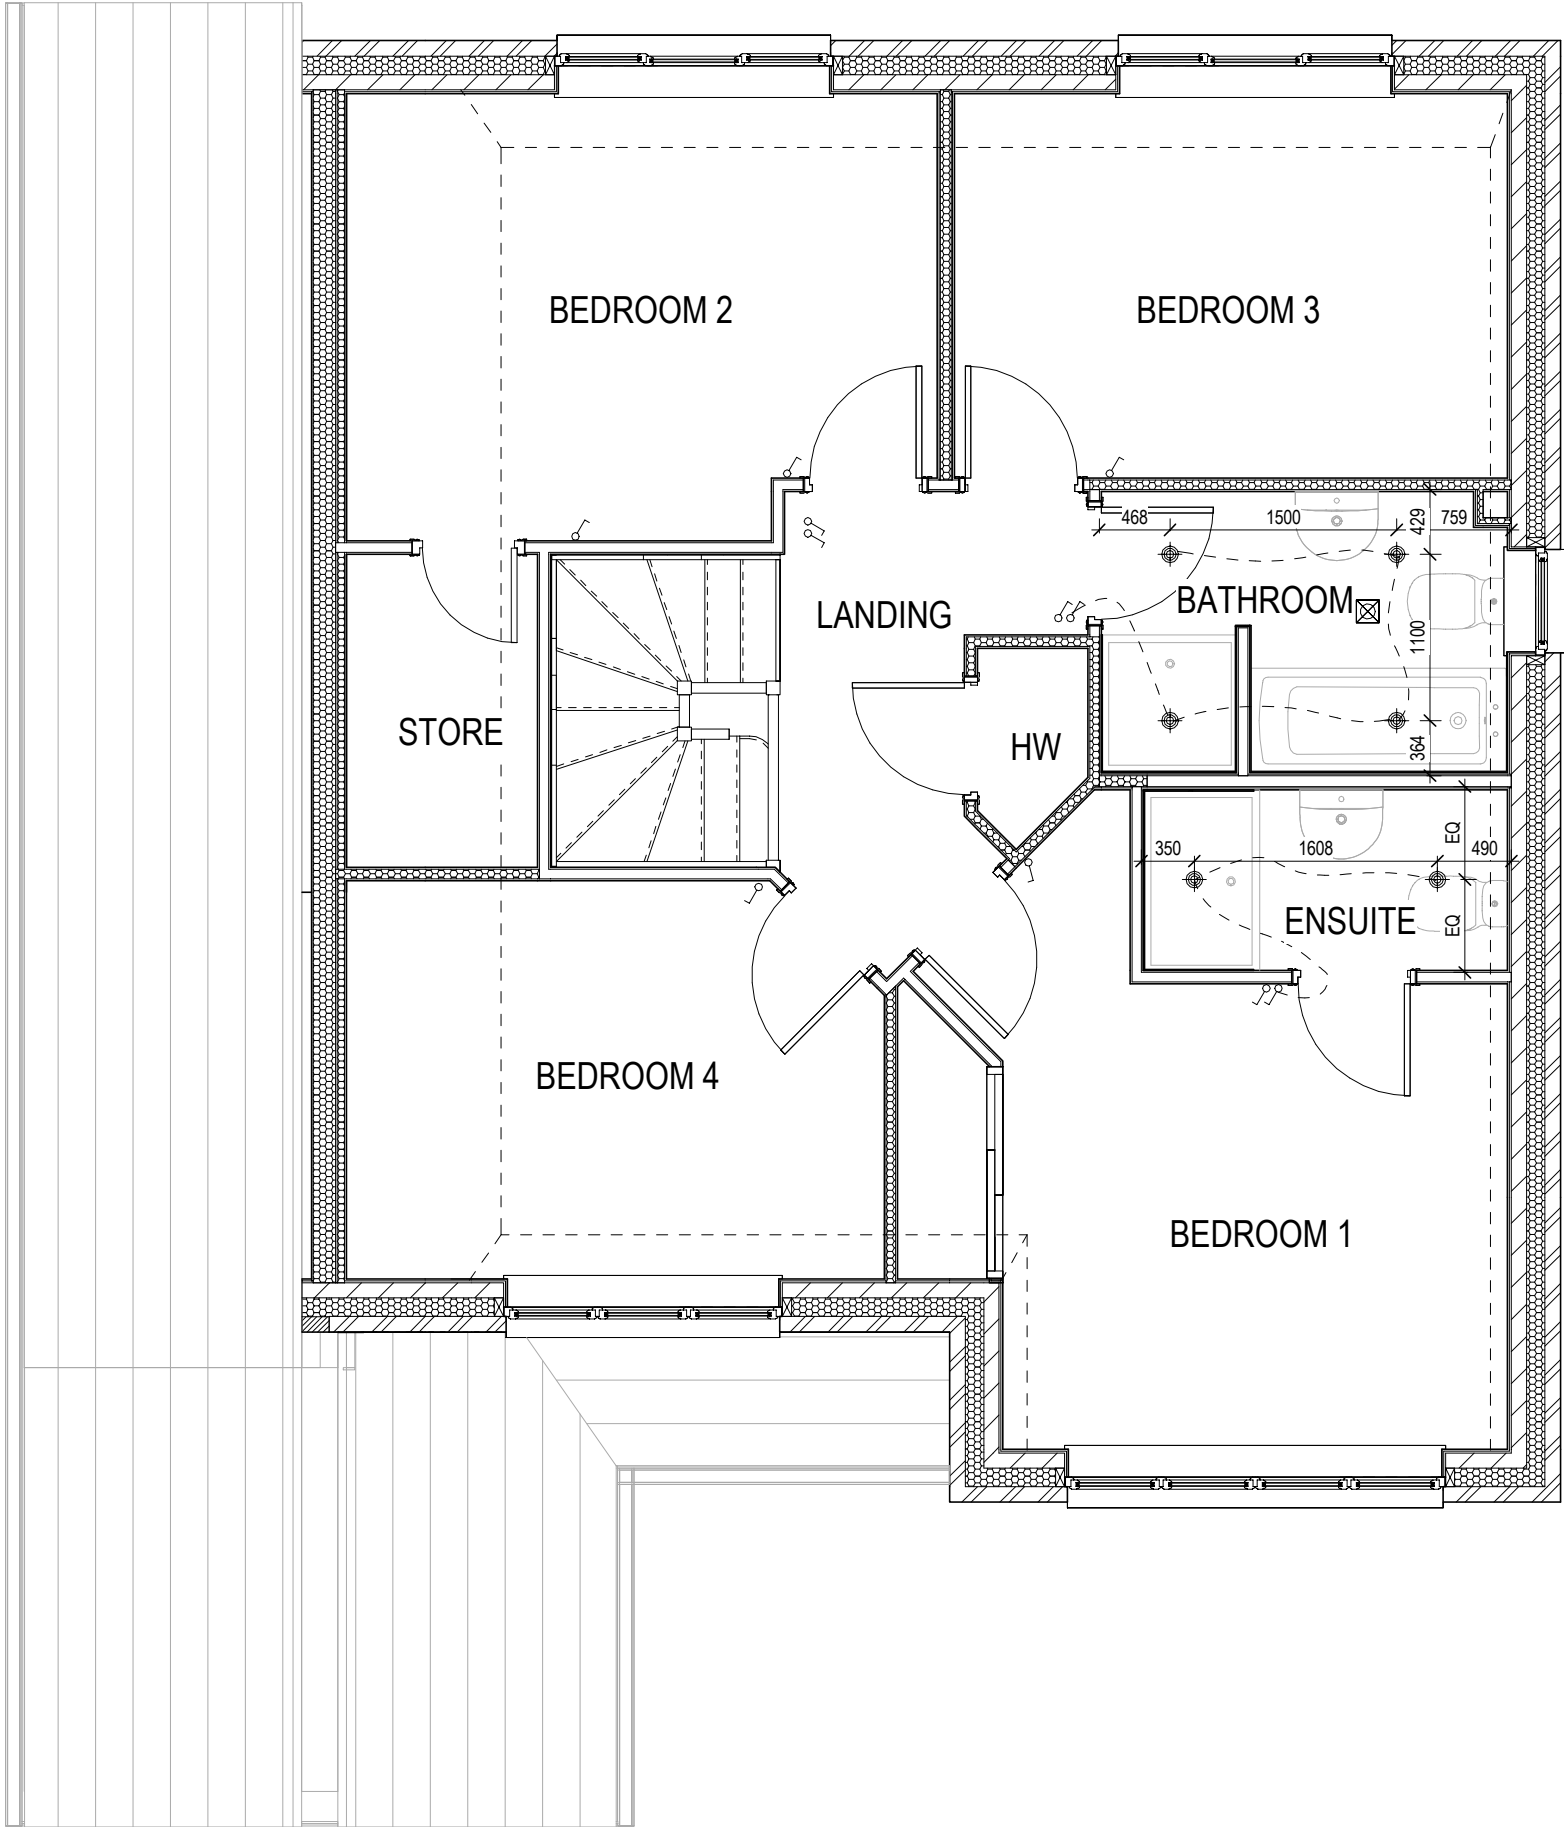 BEDROOM 2
BEDROOM 3
468
1500
429
759
LANDING
BATHROOM
1100
STORE
HW
364
350
1608
EQ
490
ENSUITE
EQ
BEDROOM 4
BEDROOM 1